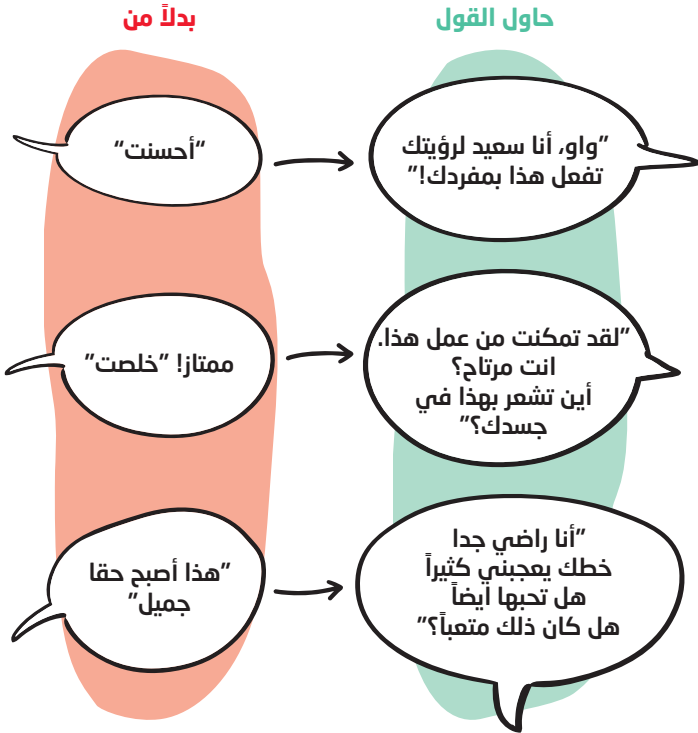 بدلاً من
حاول القول
“أحسنت”
”واو، أنا سعيد لرؤيتك
تفعل هذا بمفردك!”
ممتاز! “خلصت”
”لقد تمكنت من عمل هذا.
انت مرتاح؟
أين تشعر بهذا في
جسدك؟”
”هذا أصبح حقا
جميل”
”أنا راضي جدا
خطك يعجبني كثيراً
هل تحبها ايضاً
هل كان ذلك متعباً؟”